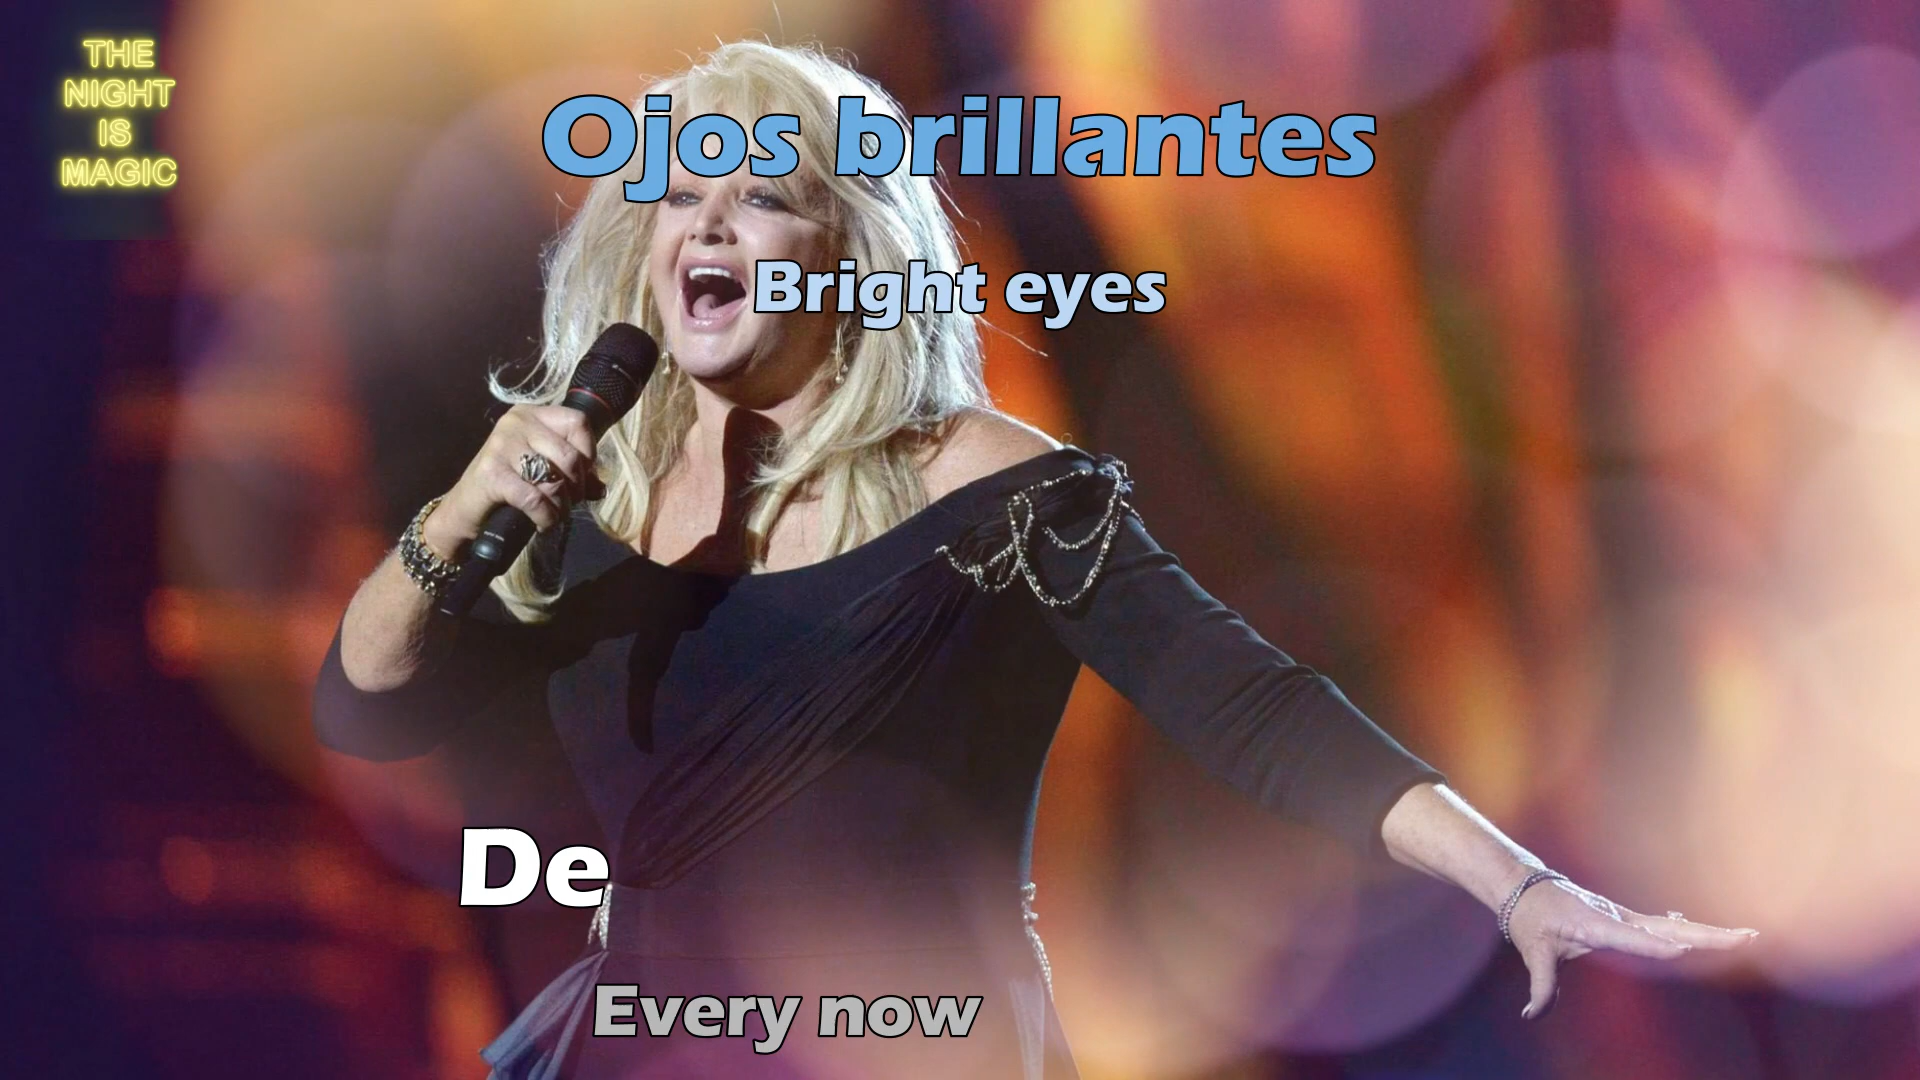 THE
NIGHT
IS
MAGIC
Ojos brillantes
Bright eyes
De
Every now